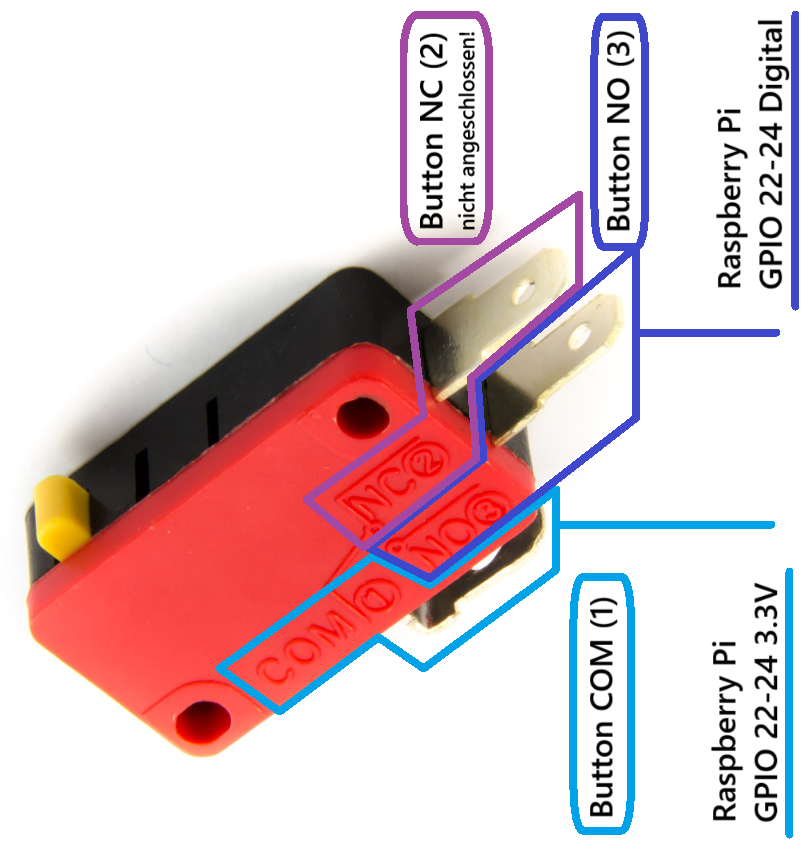 Button NC (2)
nicht angeschlossen!
Button NO (3)
Raspberry Pi
GPIO 22-24 Digital
NC②
NO③
COM①
Button COM (1)
Raspberry Pi
GPIO 22-24 3.3V